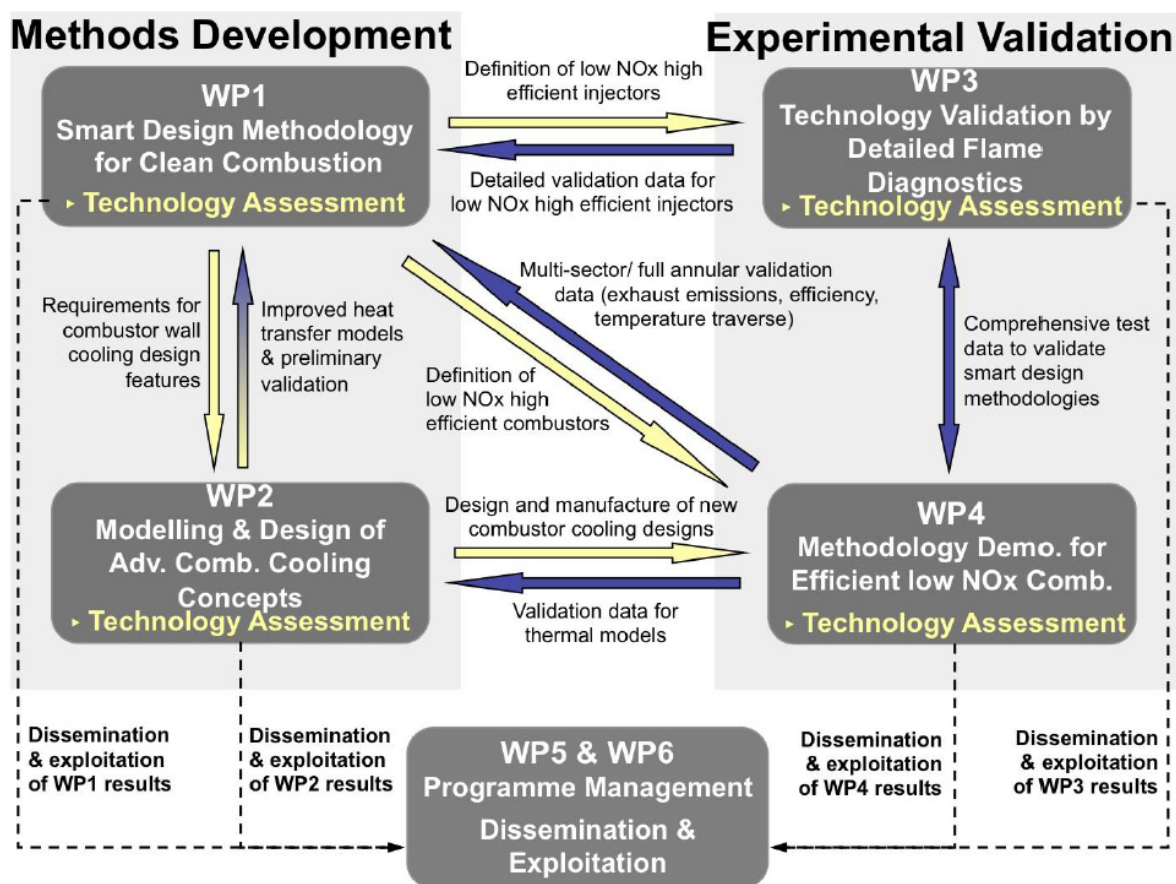 Methods Development
Experimental Validation
WP1
Smart Design Methodology
for Clean Combustion
▸ Technology Assessment
Definition of low NOx high
efficient injectors
Detailed validation data for
low NOx high efficient injectors
WP3
Technology Validation by
Detailed Flame
Diagnostics
▸ Technology Assessment
Requirements for
combustor wall
cooling design
features
Improved heat
transfer models
& preliminary
validation
Multi-sector/ full annular validation
data (exhaust emissions, efficiency,
temperature traverse)
Definition of
low NOx high
efficient combustors
Comprehensive test
data to validate
smart design
methodologies
WP2
Modelling & Design of
Adv. Comb. Cooling
Concepts
▸ Technology Assessment
Design and manufacture of new
combustor cooling designs
Validation data for
thermal models
WP4
Methodology Demo. for
Efficient low NOx Comb.
▸ Technology Assessment
Dissemination
& exploitation
of WP1 results
Dissemination
& exploitation
of WP2 results
WP5 & WP6
Programme Management
Dissemination &
Exploitation
Dissemination
& exploitation
of WP4 results
Dissemination
& exploitation
of WP3 results